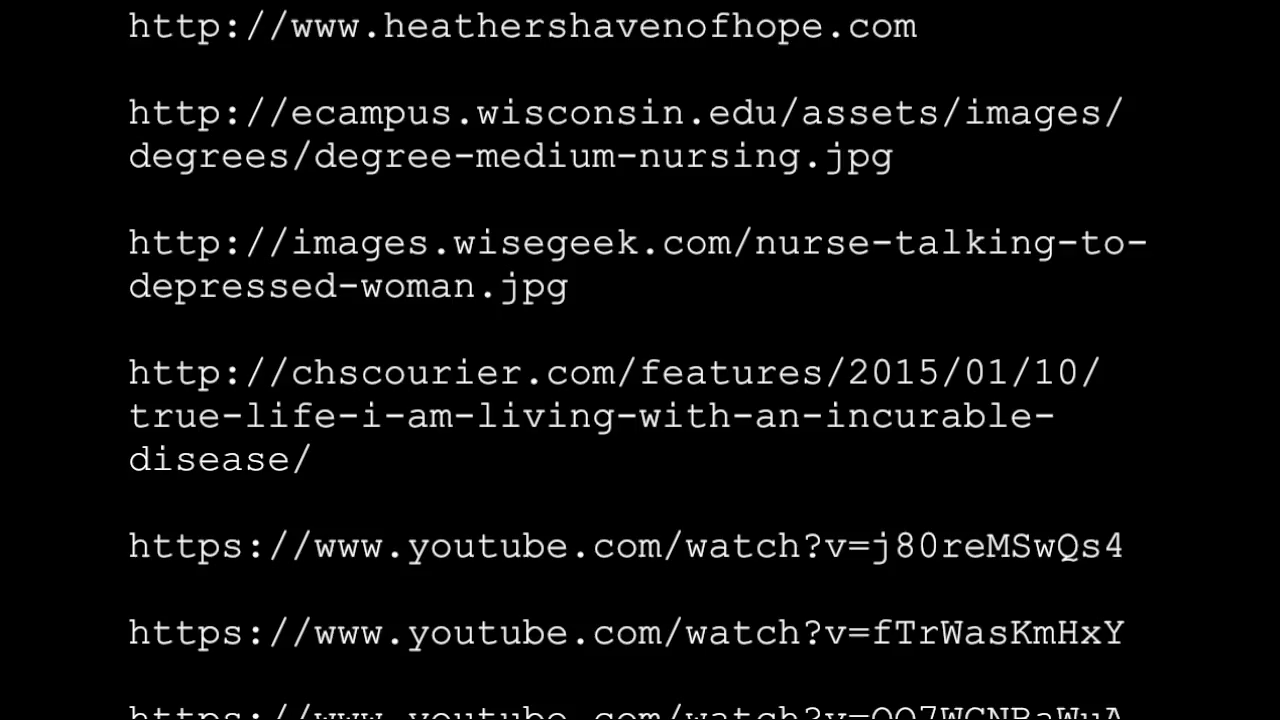 http://www.heathershavenofhope.com
http://ecampus.wisconsin.edu/assets/images/
degrees/degree-medium-nursing.jpg
http://images.wisegeek.com/nurse-talking-to-
depressed-woman.jpg
http://chscourier.com/features/2015/01/10/
true-life-i-am-living-with-an-incurable-
disease/
https://www.youtube.com/watch?v=j80reMSwQs4
https://www.youtube.com/watch?v=fTrWasKmHxY